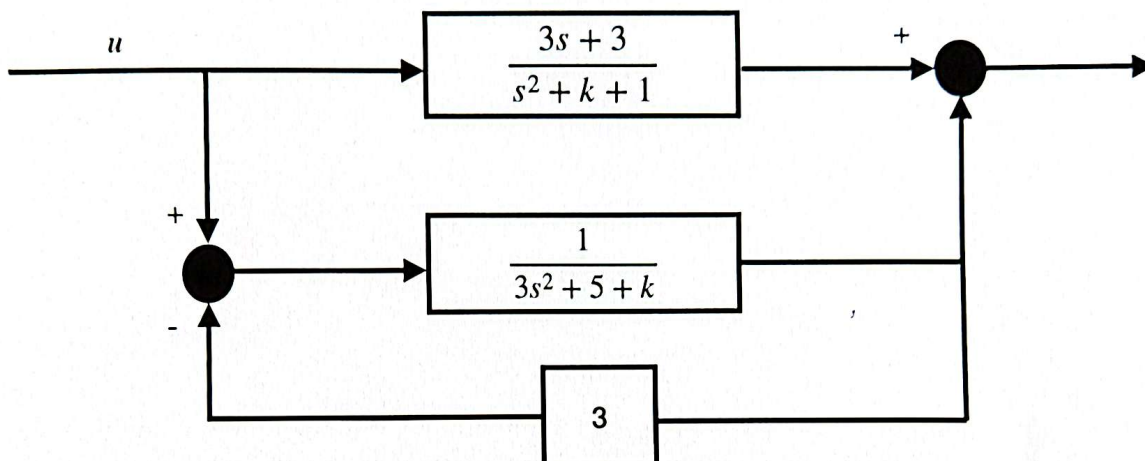 u
3s + 3
s² + k + 1
+
+
1
3s² + 5 + k
-
3